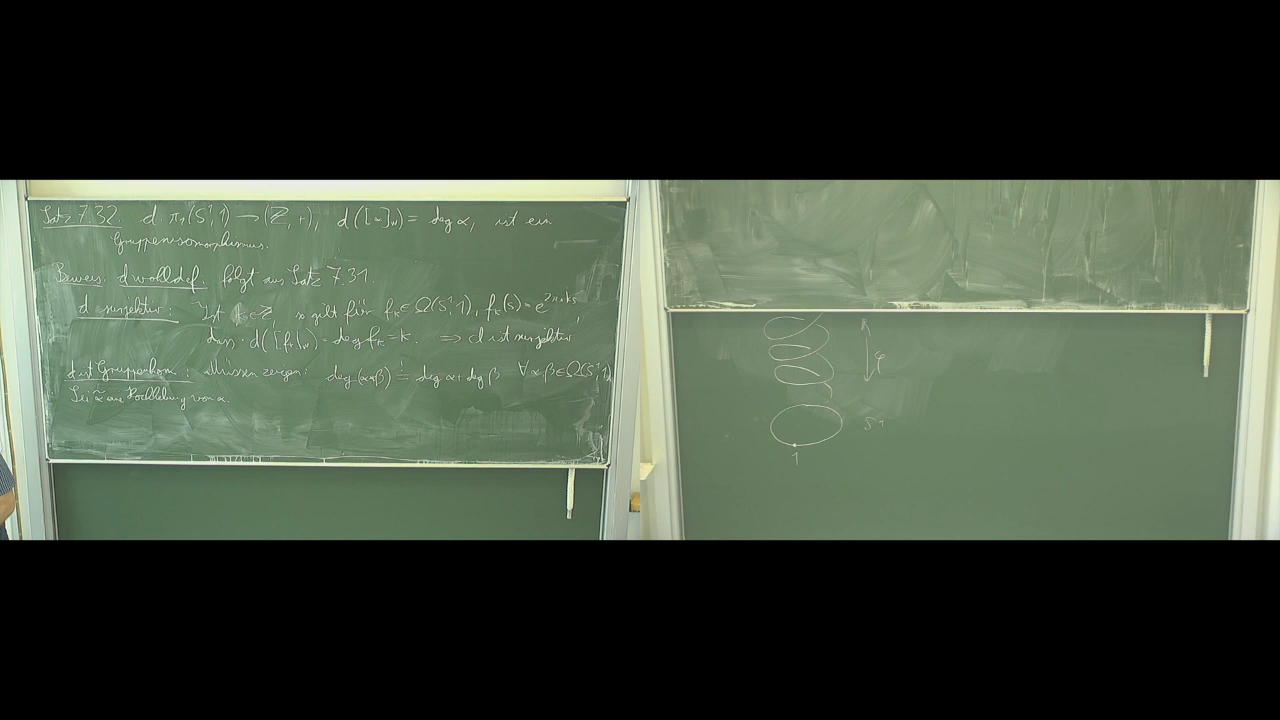 Satz 7.32. d: π₁(S¹,1) → (ℤ,+), d([α]_W) = deg α, ist ein
Gruppenisomorphismus.
Beweis. d wohldef. folgt aus Satz 7.31.
d surjektiv: Ist k ∈ ℤ so gilt für f_k ∈ Ω(S¹,1), f_k(s) = e^{2πiks},
dass d([f_k]_W) = deg f_k = k. ⟹ d ist surjektiv
d ist Gruppenhom.: Müssen zeigen: deg(α*β) = deg α + deg β ∀ α,β ∈ Ω(S¹,1)
Sei α̃ eine Hochhebung von α.
φ
S¹
1